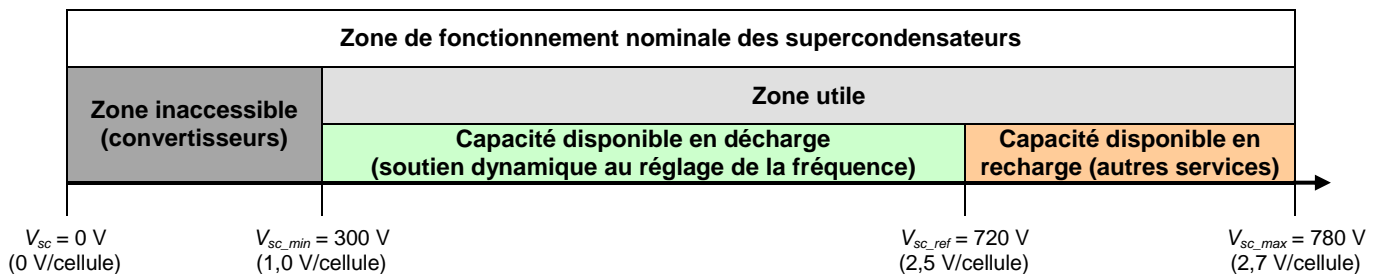 Zone de fonctionnement nominale des supercondensateurs
Zone inaccessible
(convertisseurs)
Zone utile
Capacité disponible en décharge
(soutien dynamique au réglage de la fréquence)
Capacité disponible en
recharge (autres services)
Vsc = 0 V
(0 V/cellule)
Vsc_min = 300 V
(1,0 V/cellule)
Vsc_ref = 720 V
(2,5 V/cellule)
Vsc_max = 780 V
(2,7 V/cellule)